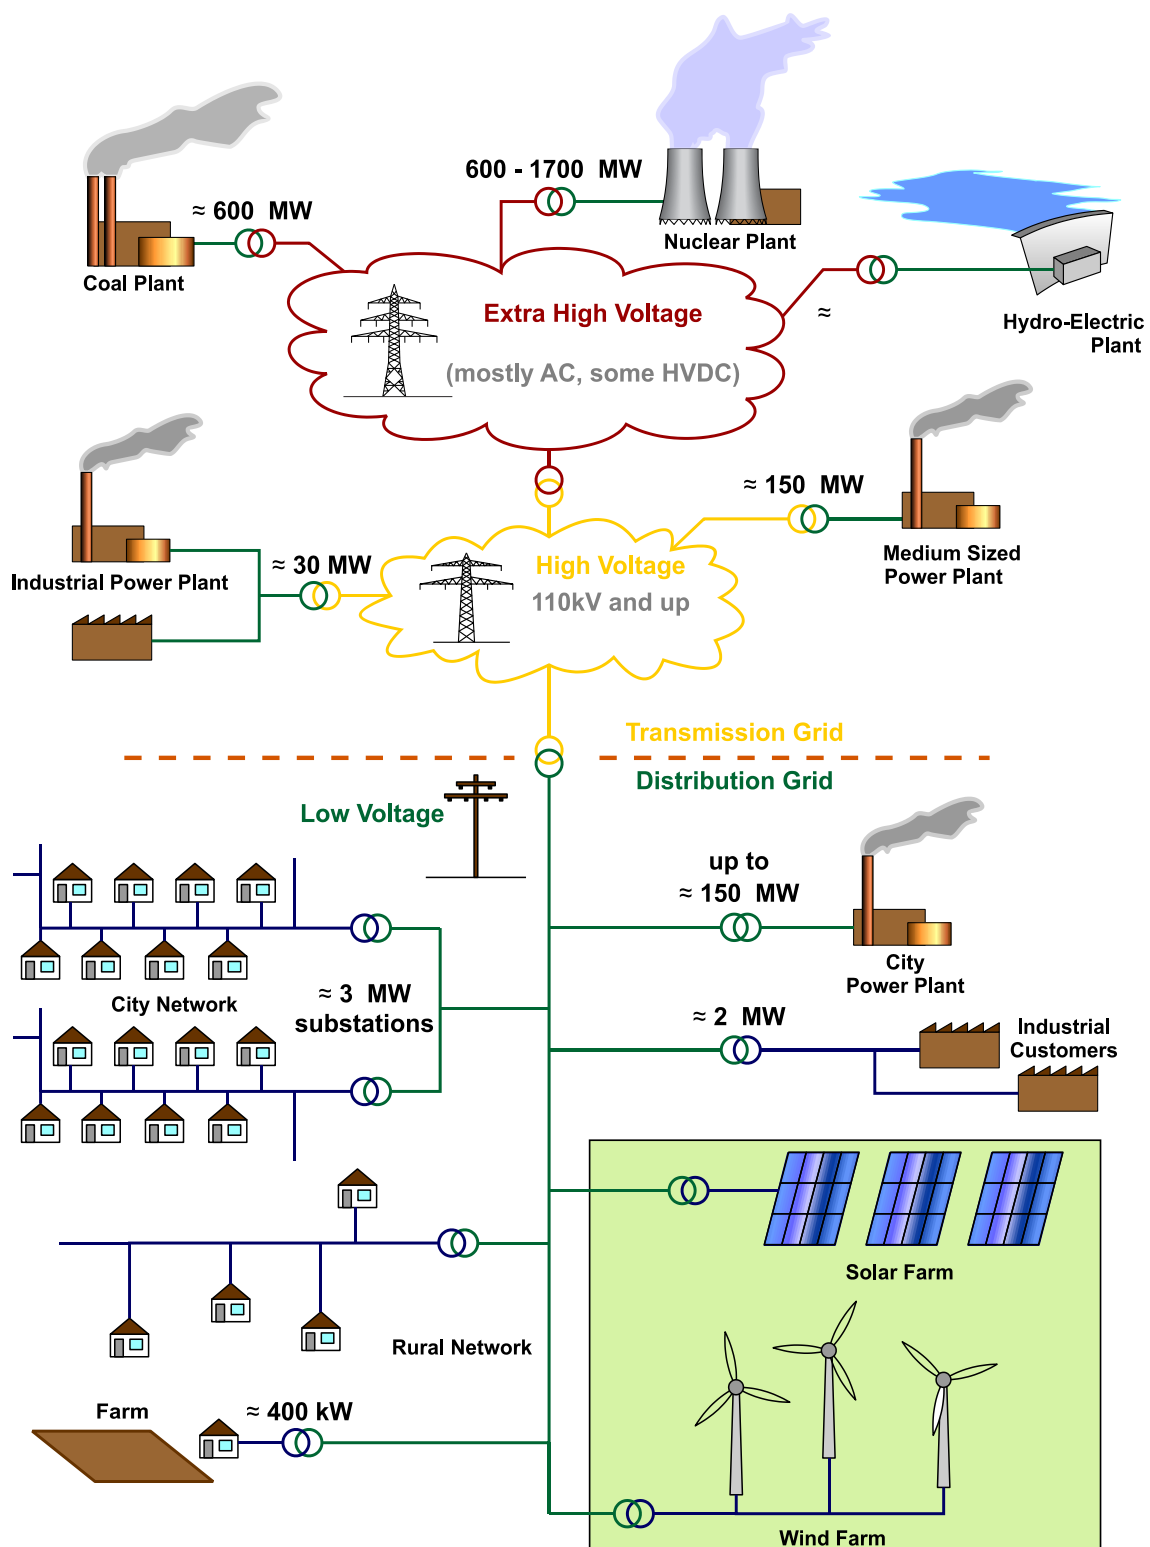 600 - 1700 MW
≈ 600 MW
Nuclear Plant
Coal Plant
Extra High Voltage
≈
Hydro-Electric
Plant
(mostly AC, some HVDC)
≈ 150 MW
Medium Sized
Power Plant
≈ 30 MW
Industrial Power Plant
High Voltage
110kV and up
Transmission Grid
Distribution Grid
Low Voltage
up to
≈ 150 MW
City
Power Plant
City Network
≈ 3 MW
substations
≈ 2 MW
Industrial
Customers
Solar Farm
Rural Network
Farm
≈ 400 kW
Wind Farm